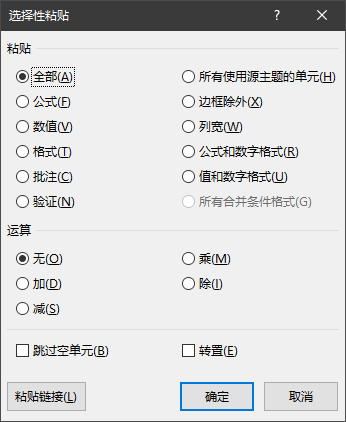 选择性粘贴 ? ×
粘贴
全部(A) 所有使用源主题的单元(H)
公式(F) 边框除外(X)
数值(V) 列宽(W)
格式(T) 公式和数字格式(R)
批注(C) 值和数字格式(U)
验证(N) 所有合并条件格式(G)
运算
无(O) 乘(M)
加(D) 除(I)
减(S)
跳过空单元(B) 转置(E)
粘贴链接(L) 确定 取消